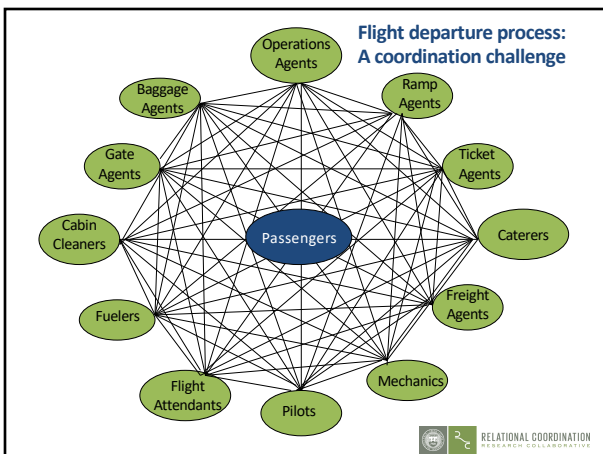 Flight departure process:
A coordination challenge
Operations
Agents
Baggage
Agents
Ramp
Agents
Gate
Agents
Ticket
Agents
Cabin
Cleaners
Passengers
Caterers
Fuelers
Freight
Agents
Flight
Attendants
Pilots
Mechanics
RELATIONAL COORDINATION
RESEARCH COLLABORATIVE